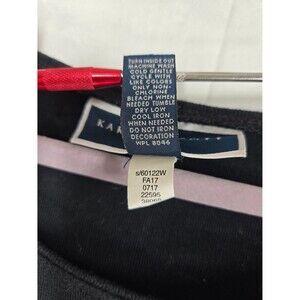 TURN INSIDE OUT
MACHINE WASH
COLD GENTLE
CYCLE WITH
LIKE COLORS
ONLY NON-
CHLORINE
BLEACH WHEN
NEEDED TUMBLE
DRY LOW
COOL IRON
WHEN NEEDED
DO NOT IRON
DECORATION
WPL 8046
KAR
s/60122W
FA17
0717
22595